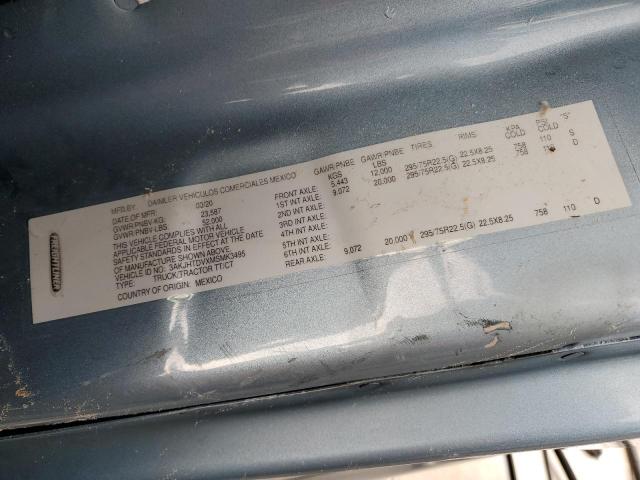 FREIGHTLINER
MFD BY: DAIMLER VEHICULOS COMERCIALES MEXICO
DATE OF MFR: 03/20
GVWR/PNBV KG: 23,587
GVWR/PNBV LBS: 52,000
THIS VEHICLE COMPLIES WITH ALL
APPLICABLE FEDERAL MOTOR VEHICLE
SAFETY STANDARDS IN EFFECT AT THE DATE
OF MANUFACTURE SHOWN ABOVE.
VEHICLE ID NO.: 3AKJHTDVXMSMK3495
TYPE: TRUCK/TRACTOR TT/CT
COUNTRY OF ORIGIN: MEXICO
GAWR/PNBE KGS GAWR/PNBE LBS TIRES: RIMS: KPA COLD PSI COLD "S"
FRONT AXLE: 5,443 12,000 295/75R22.5(G) 22.5X8.25 758 110 S
1ST INT AXLE: 9,072 20,000 295/75R22.5(G) 22.5X8.25 758 110 D
2ND INT AXLE:
3RD INT AXLE:
4TH INT AXLE:
5TH INT AXLE:
6TH INT AXLE:
REAR AXLE: 9,072 20,000 295/75R22.5(G) 22.5X8.25 758 110 D